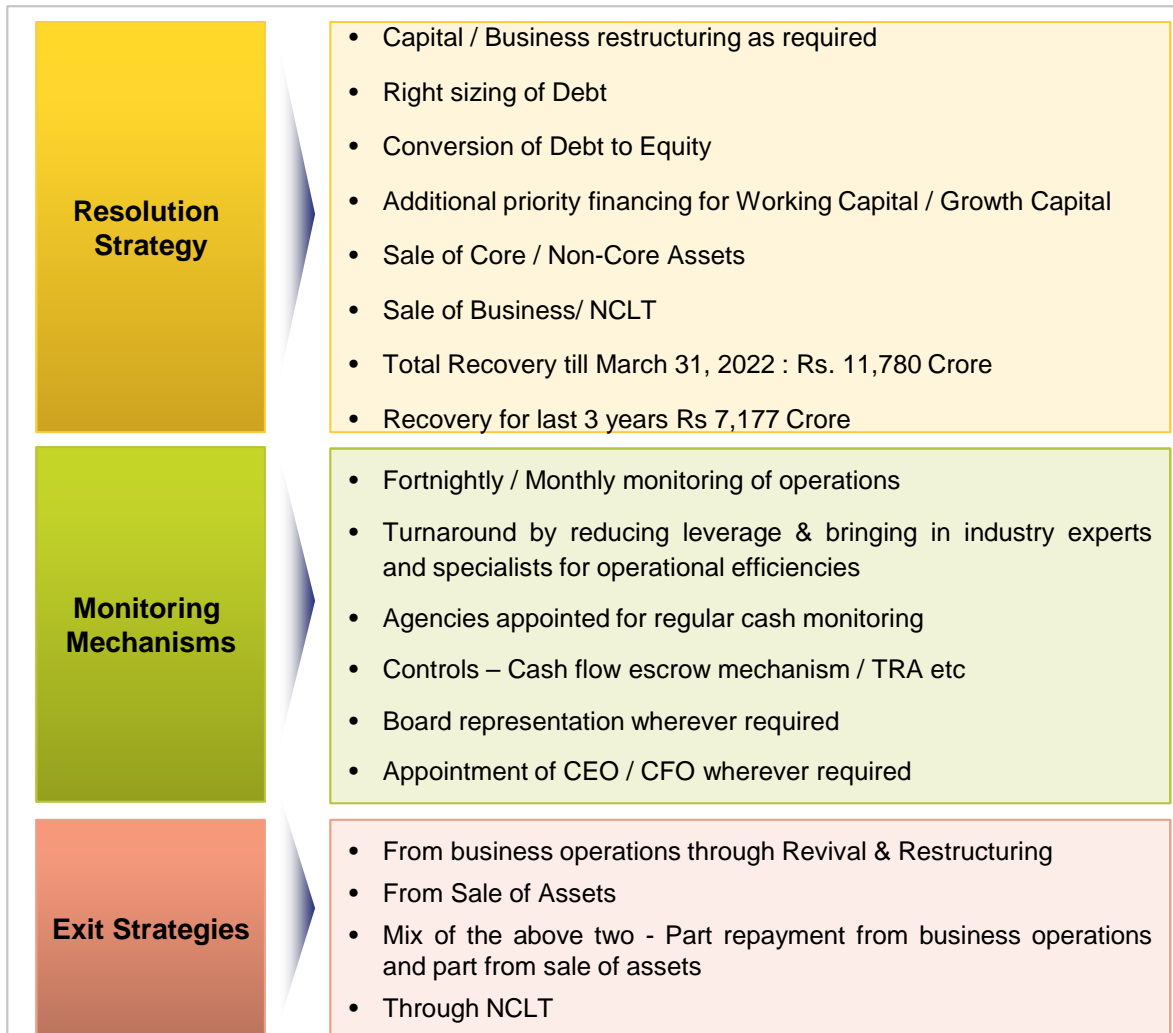 Resolution
Strategy
• Capital / Business restructuring as required
• Right sizing of Debt
• Conversion of Debt to Equity
• Additional priority financing for Working Capital / Growth Capital
• Sale of Core / Non-Core Assets
• Sale of Business/ NCLT
• Total Recovery till March 31, 2022 : Rs. 11,780 Crore
• Recovery for last 3 years Rs 7,177 Crore
Monitoring
Mechanisms
• Fortnightly / Monthly monitoring of operations
• Turnaround by reducing leverage & bringing in industry experts
and specialists for operational efficiencies
• Agencies appointed for regular cash monitoring
• Controls – Cash flow escrow mechanism / TRA etc
• Board representation wherever required
• Appointment of CEO / CFO wherever required
Exit Strategies
• From business operations through Revival & Restructuring
• From Sale of Assets
• Mix of the above two - Part repayment from business operations
and part from sale of assets
• Through NCLT